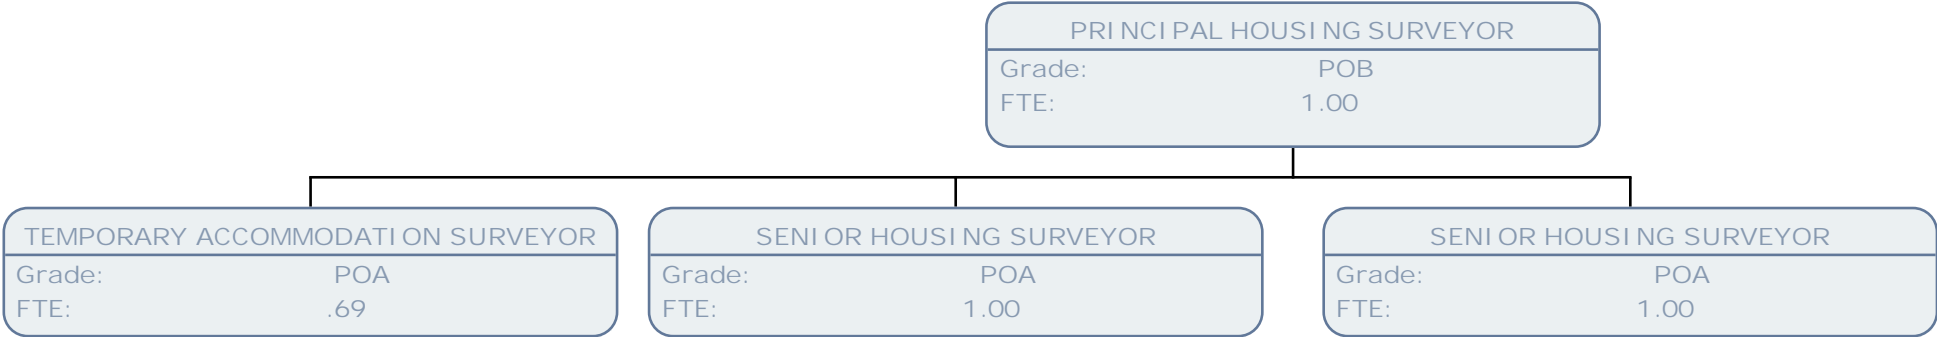 PRINCIPAL HOUSING SURVEYOR
Grade: POB
FTE: 1.00
TEMPORARY ACCOMMODATION SURVEYOR
Grade: POA
FTE: .69
SENIOR HOUSING SURVEYOR
Grade: POA
FTE: 1.00
SENIOR HOUSING SURVEYOR
Grade: POA
FTE: 1.00